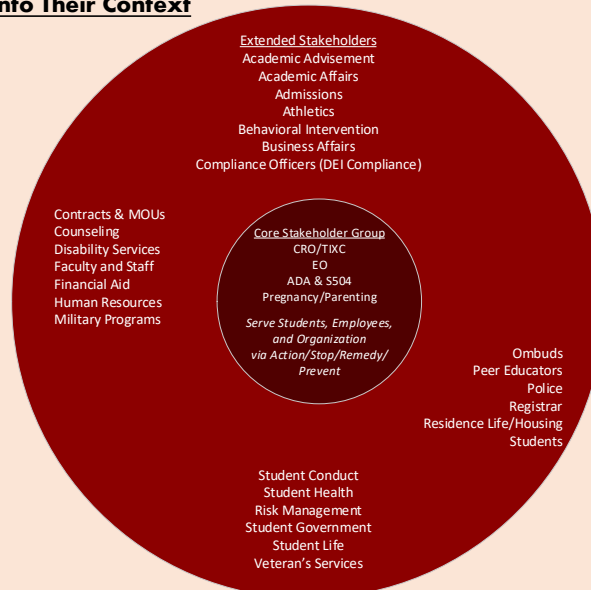 nfo Their Context
Extended Stakeholders
Academic Advisement
Academic Affairs
Admissions
Athletics
Behavioral Intervention
Business Affairs
Compliance Officers (DEI Compliance)
Contracts & MOUs
Counseling
Disability Services
Faculty and Staff
Financial Aid
Human Resources
Military Programs
Core Stakeholder Group
CRO/TIXC
EO
ADA & S504
Pregnancy/Parenting
Serve Students, Employees,
and Organization
via Action/Stop/Remedy/
Prevent
Ombuds
Peer Educators
Police
Registrar
Residence Life/Housing
Students
Student Conduct
Student Health
Risk Management
Student Government
Student Life
Veteran's Services